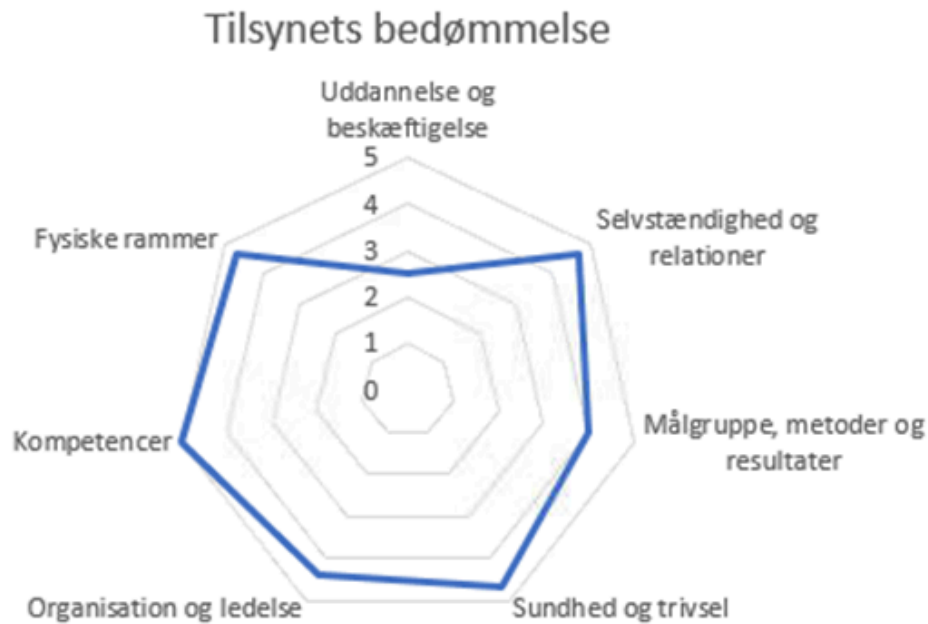 Tilsynets bedømmelse
Uddannelse og
beskæftigelse
5
4
3
2
1
0
Selvstændighed og
relationer
Målgruppe, metoder og
resultater
Sundhed og trivsel
Organisation og ledelse
Kompetencer
Fysiske rammer